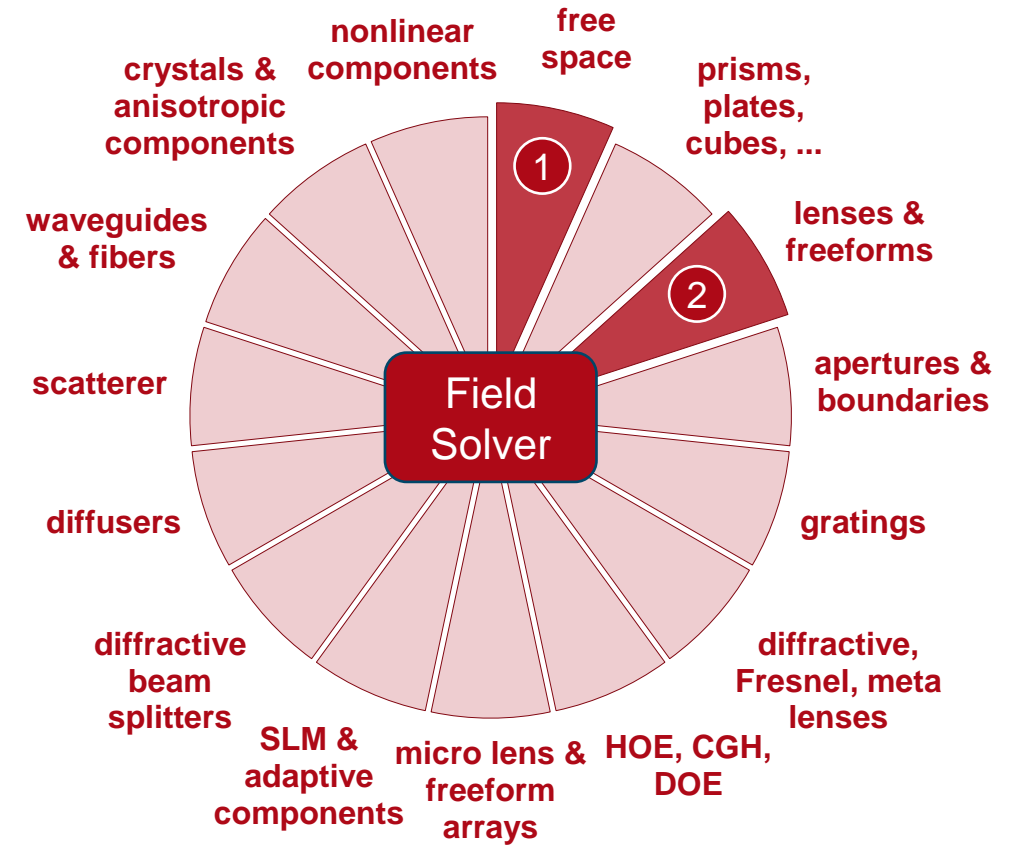 free
space
1
prisms,
plates,
cubes, ...
lenses &
freeforms
2
apertures &
boundaries
gratings
diffractive,
Fresnel, meta
lenses
HOE, CGH,
DOE
micro lens &
freeform
arrays
SLM &
adaptive
components
diffractive
beam
splitters
diffusers
scatterer
waveguides
& fibers
crystals &
anisotropic
components
nonlinear
components
Field
Solver